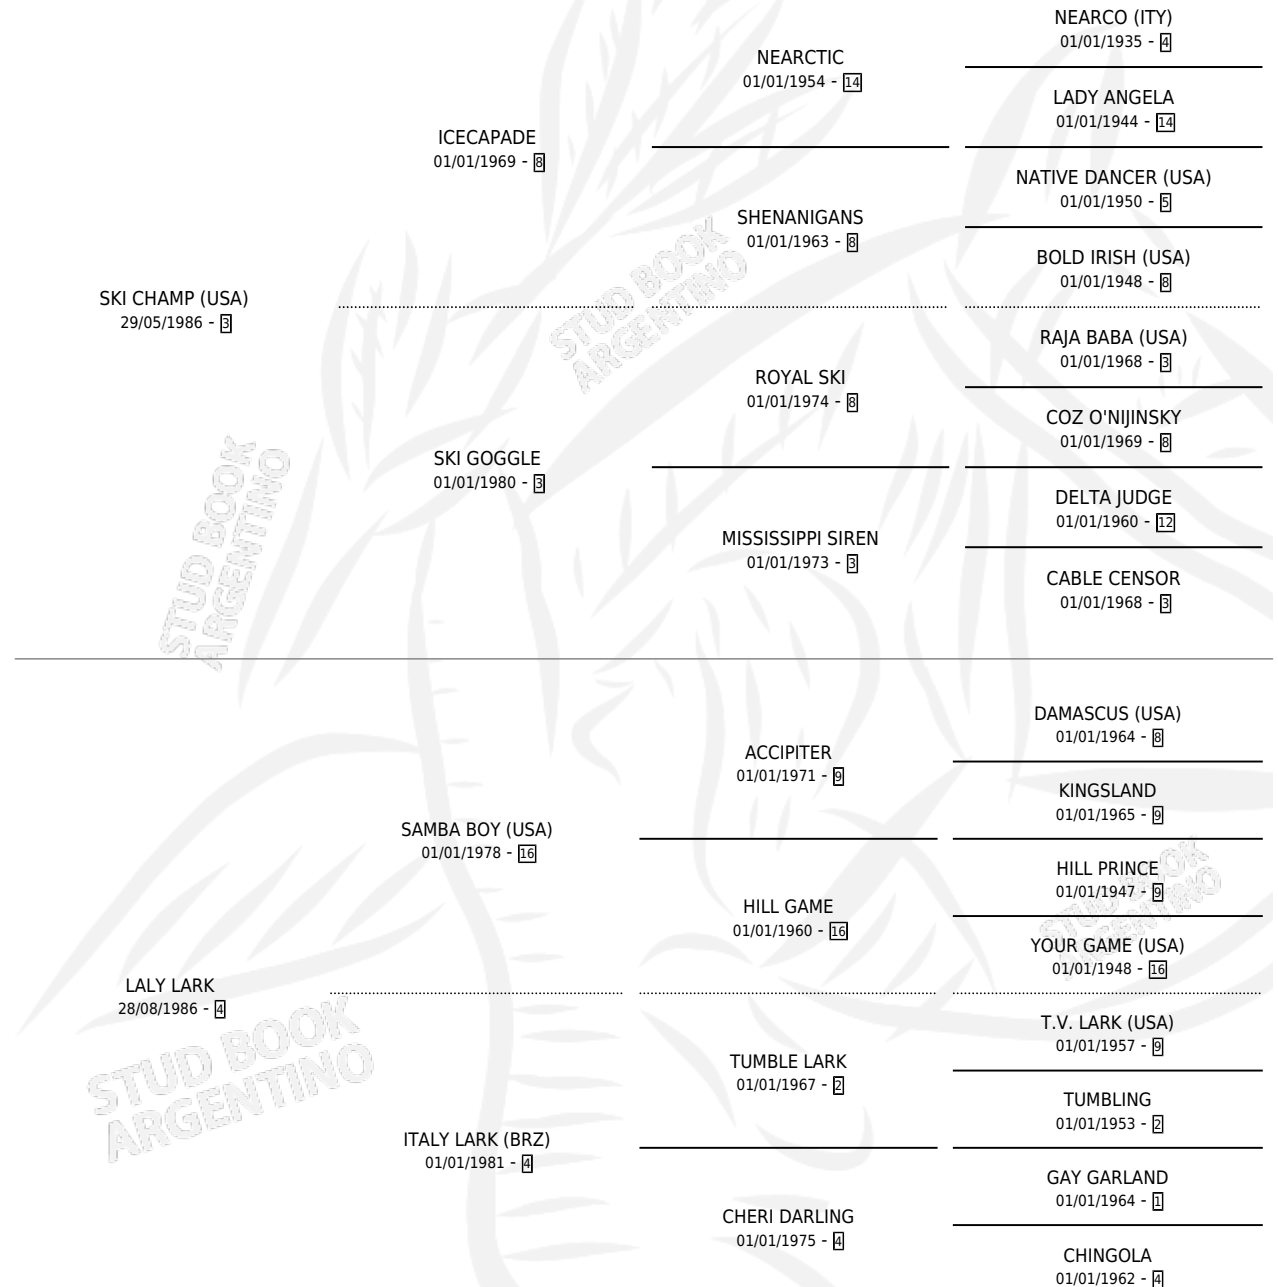 NEARCO (ITY)
01/01/1935 - 4
NEARCTIC
01/01/1954 - 14
LADY ANGELA
01/01/1944 - 14
ICECAPADE
01/01/1969 - 8
NATIVE DANCER (USA)
01/01/1950 - 5
SHENANIGANS
01/01/1963 - 8
BOLD IRISH (USA)
01/01/1948 - 8
SKI CHAMP (USA)
29/05/1986 - 3
RAJA BABA (USA)
01/01/1968 - 3
ROYAL SKI
01/01/1974 - 8
COZ O'NIJINSKY
01/01/1969 - 8
SKI GOGGLE
01/01/1980 - 3
DELTA JUDGE
01/01/1960 - 12
MISSISSIPPI SIREN
01/01/1973 - 3
CABLE CENSOR
01/01/1968 - 3
STUD BOOK
ARGENTINO
STUD BOOK
ARGENTINO
DAMASCUS (USA)
01/01/1964 - 8
ACCIPITER
01/01/1971 - 9
KINGSLAND
01/01/1965 - 9
SAMBA BOY (USA)
01/01/1978 - 16
HILL PRINCE
01/01/1947 - 9
HILL GAME
01/01/1960 - 16
YOUR GAME (USA)
01/01/1948 - 16
STUD BOOK
ARGENTINO
LALY LARK
28/08/1986 - 4
T.V. LARK (USA)
01/01/1957 - 9
TUMBLE LARK
01/01/1967 - 2
TUMBLING
01/01/1953 - 2
STUD BOOK
ARGENTINO
ITALY LARK (BRZ)
01/01/1981 - 4
GAY GARLAND
01/01/1964 - 1
CHERI DARLING
01/01/1975 - 4
CHINGOLA
01/01/1962 - 4